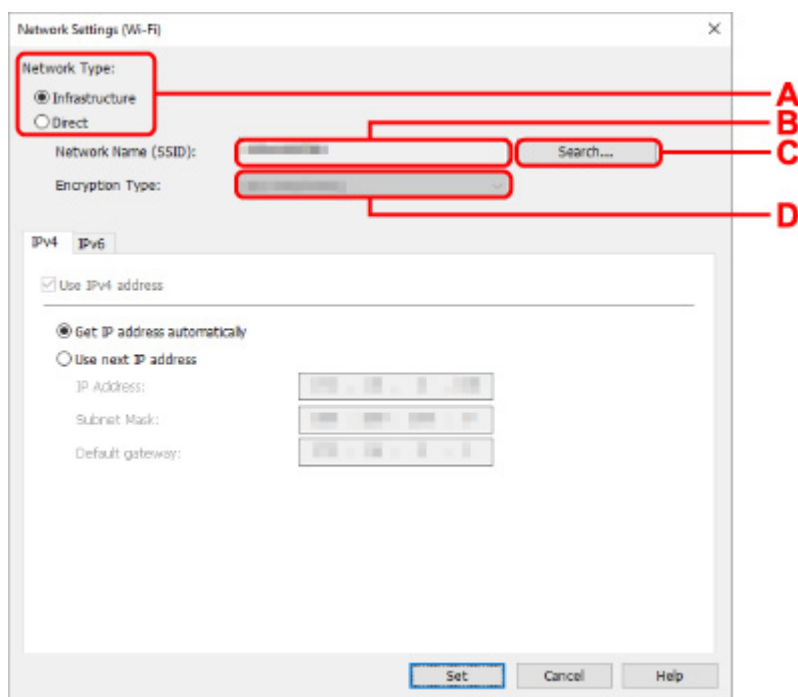 Network Settings (Wi-Fi)
Network Type:
Infrastructure
Direct
Network Name (SSID):
Search...
Encryption Type:
A
B
C
D
IPv4 IPv6
Use IPv4 address
Get IP address automatically
Use next IP address
IP Address:
Subnet Mask:
Default gateway:
Set Cancel Help